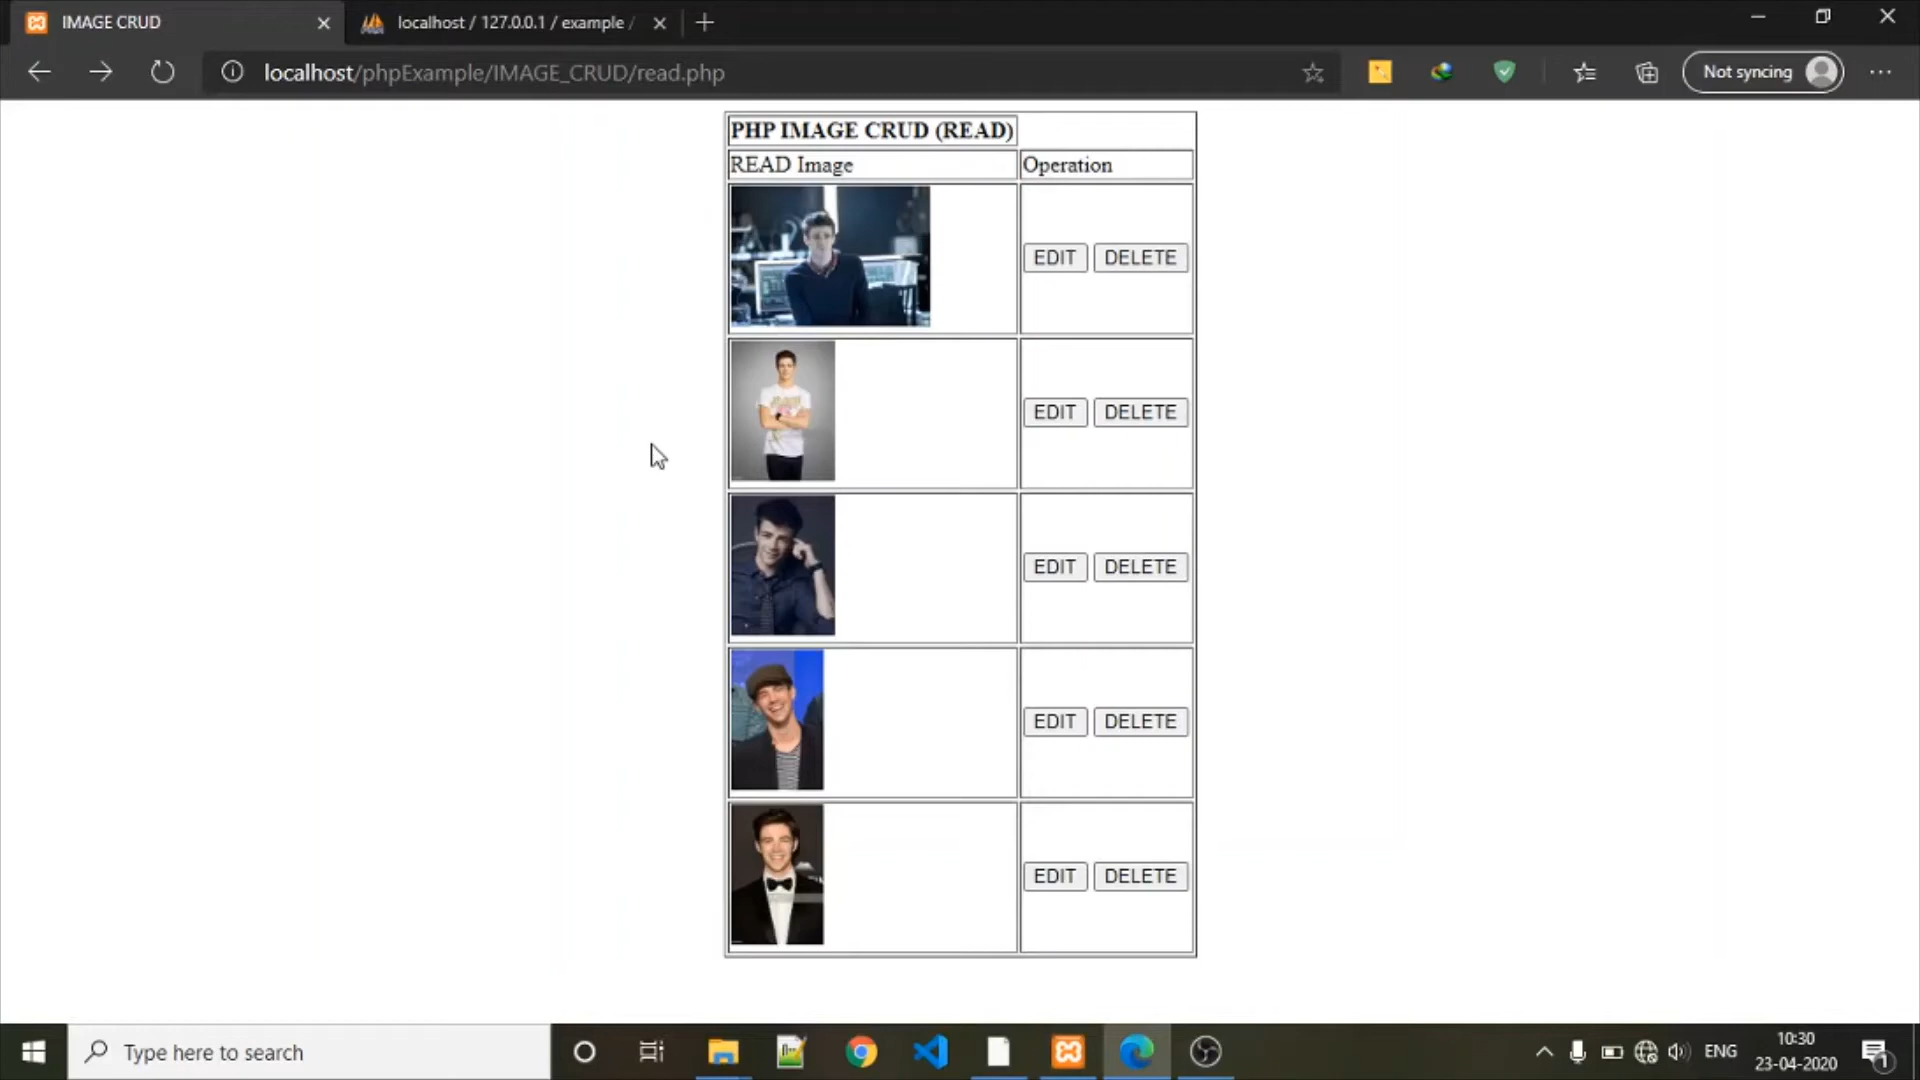 IMAGE CRUD
localhost / 127.0.0.1 / example /
localhost/phpExample/IMAGE_CRUD/read.php
Not syncing
PHP IMAGE CRUD (READ)
READ Image Operation
EDIT DELETE
EDIT DELETE
EDIT DELETE
EDIT DELETE
EDIT DELETE
Type here to search
ENG
10:30
23-04-2020
1